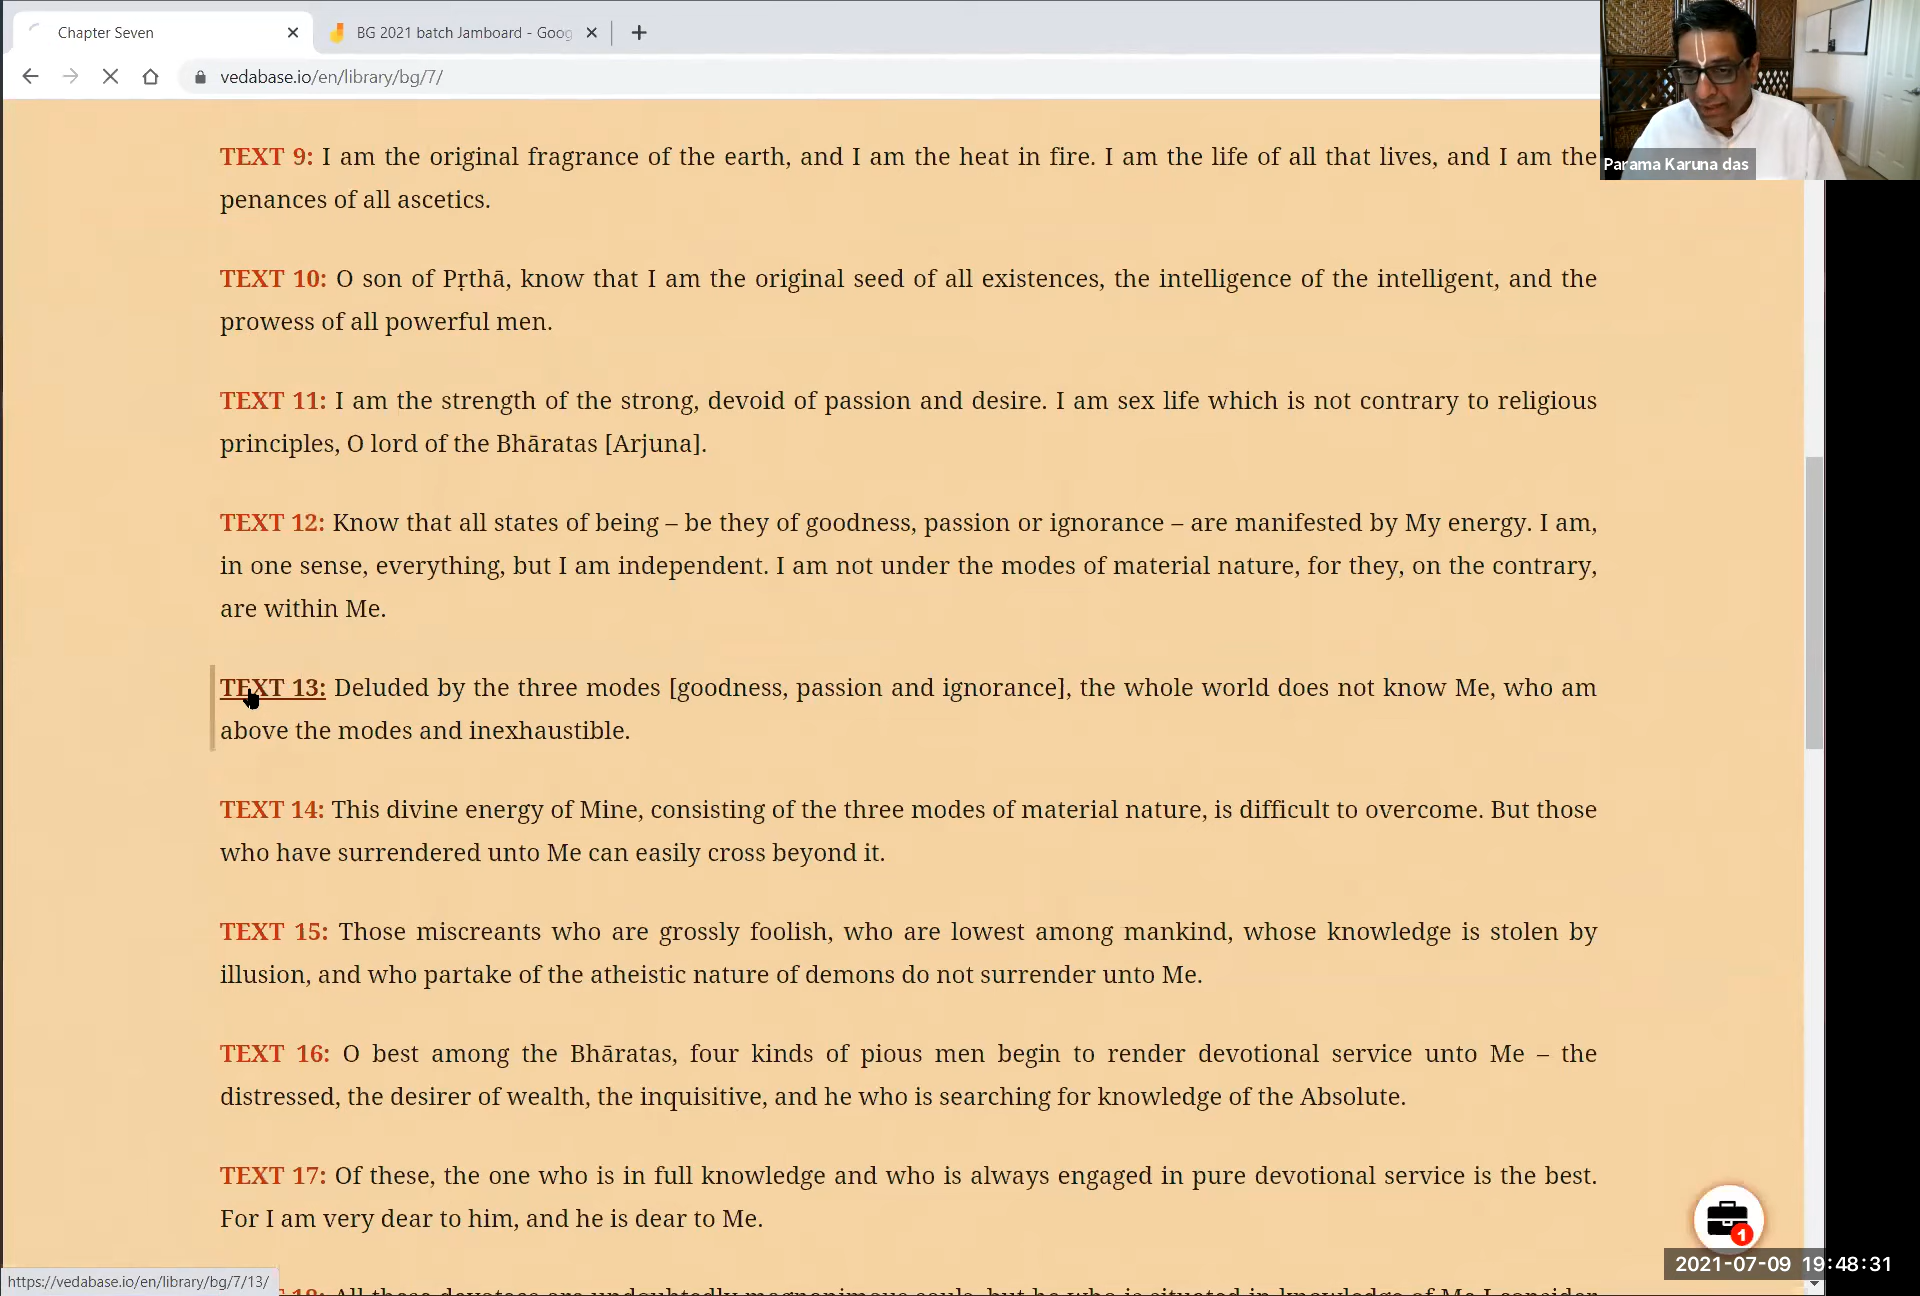 Chapter Seven
BG 2021 batch Jamboard - Goog
vedabase.io/en/library/bg/7/
Parama Karuna das
TEXT 9: I am the original fragrance of the earth, and I am the heat in fire. I am the life of all that lives, and I am the
penances of all ascetics.
TEXT 10: O son of Pṛthā, know that I am the original seed of all existences, the intelligence of the intelligent, and the
prowess of all powerful men.
TEXT 11: I am the strength of the strong, devoid of passion and desire. I am sex life which is not contrary to religious
principles, O lord of the Bhāratas [Arjuna].
TEXT 12: Know that all states of being – be they of goodness, passion or ignorance – are manifested by My energy. I am,
in one sense, everything, but I am independent. I am not under the modes of material nature, for they, on the contrary,
are within Me.
TEXT 13: Deluded by the three modes [goodness, passion and ignorance], the whole world does not know Me, who am
above the modes and inexhaustible.
TEXT 14: This divine energy of Mine, consisting of the three modes of material nature, is difficult to overcome. But those
who have surrendered unto Me can easily cross beyond it.
TEXT 15: Those miscreants who are grossly foolish, who are lowest among mankind, whose knowledge is stolen by
illusion, and who partake of the atheistic nature of demons do not surrender unto Me.
TEXT 16: O best among the Bhāratas, four kinds of pious men begin to render devotional service unto Me – the
distressed, the desirer of wealth, the inquisitive, and he who is searching for knowledge of the Absolute.
TEXT 17: Of these, the one who is in full knowledge and who is always engaged in pure devotional service is the best.
For I am very dear to him, and he is dear to Me.
1
2021-07-09 19:48:31
https://vedabase.io/en/library/bg/7/13/